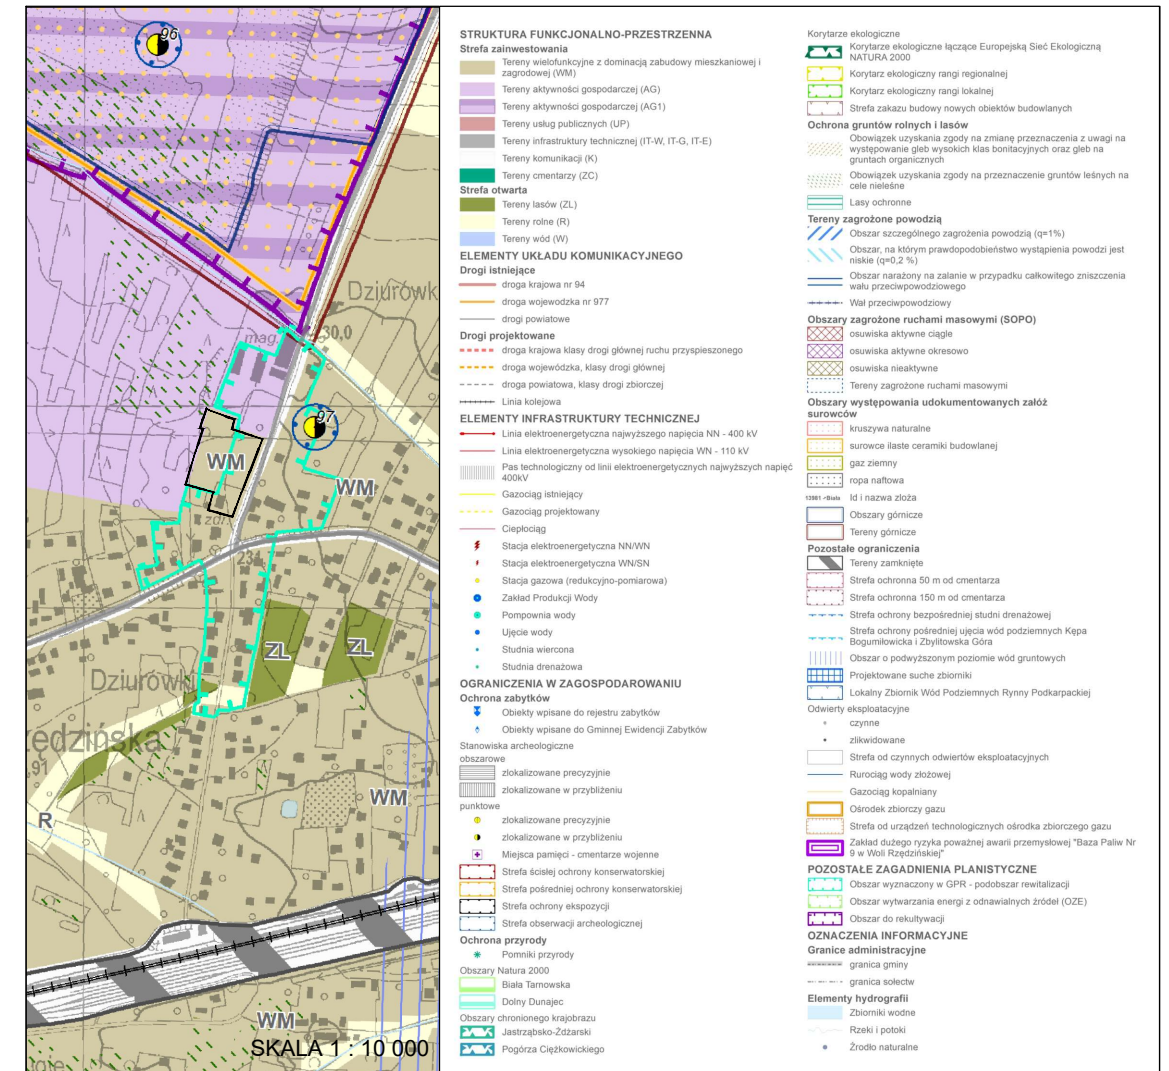 96
Dziurówk
mag.
30,0
97
WM
WM
zdr.
234,
ZL
ZL
Dziurówki
ędzińska
,91
WM
R
st.
WM
SKALA 1 : 10 000
STRUKTURA FUNKCJONALNO-PRZESTRZENNA
Strefa zainwestowania
Tereny wielofunkcyjne z dominacją zabudowy mieszkaniowej i
zagrodowej (WM)
Tereny aktywności gospodarczej (AG)
Tereny aktywności gospodarczej (AG1)
Tereny usług publicznych (UP)
Tereny infrastruktury technicznej (IT-W, IT-G, IT-E)
Tereny komunikacji (K)
Tereny cmentarzy (ZC)
Strefa otwarta
Tereny lasów (ZL)
Tereny rolne (R)
Tereny wód (W)
ELEMENTY UKŁADU KOMUNIKACYJNEGO
Drogi istniejące
droga krajowa nr 94
droga wojewodzka nr 977
drogi powiatowe
Drogi projektowane
droga krajowa klasy drogi głównej ruchu przyspieszonego
droga wojewódzka, klasy drogi głównej
droga powiatowa, klasy drogi zbiorczej
Linia kolejowa
ELEMENTY INFRASTRUKTURY TECHNICZNEJ
Linia elektroenergetyczna najwyższego napięcia NN - 400 kV
Linia elektroenergetyczna wysokiego napięcia WN - 110 kV
Pas technologiczny od linii elektroenergetycznych najwyższych napięć
400kV
Gazociąg istniejący
Gazociąg projektowany
Ciepłociąg
Stacja elektroenergetyczna NN/WN
Stacja elektroenergetyczna WN/SN
Stacja gazowa (redukcyjno-pomiarowa)
Zakład Produkcji Wody
Pompownia wody
Ujęcie wody
Studnia wiercona
Studnia drenażowa
OGRANICZENIA W ZAGOSPODAROWANIU
Ochrona zabytków
Obiekty wpisane do rejestru zabytków
Obiekty wpisane do Gminnej Ewidencji Zabytków
Stanowiska archeologiczne
obszarowe
zlokalizowane precyzyjnie
zlokalizowane w przybliżeniu
punktowe
zlokalizowane precyzyjnie
zlokalizowane w przybliżeniu
Miejsca pamięci - cmentarze wojenne
Strefa ścisłej ochrony konserwatorskiej
Strefa pośredniej ochrony konserwatorskiej
Strefa ochrony ekspozycji
Strefa obserwacji archeologicznej
Ochrona przyrody
Pomniki przyrody
Obszary Natura 2000
Biała Tarnowska
Dolny Dunajec
Obszary chronionego krajobrazu
Jastrząbsko-Żdżarski
Pogórza Ciężkowickiego
Korytarze ekologiczne
Korytarze ekologiczne łączące Europejską Sieć Ekologiczną
NATURA 2000
Korytarz ekologiczny rangi regionalnej
Korytarz ekologiczny rangi lokalnej
Strefa zakazu budowy nowych obiektów budowlanych
Ochrona gruntów rolnych i lasów
Obowiązek uzyskania zgody na zmianę przeznaczenia z uwagi na
występowanie gleb wysokich klas bonitacyjnych oraz gleb na
gruntach organicznych
Obowiązek uzyskania zgody na przeznaczenie gruntów leśnych na
cele nieleśne
Lasy ochronne
Tereny zagrożone powodzią
Obszar szczególnego zagrożenia powodzią (q=1%)
Obszar, na którym prawdopodobieństwo wystąpienia powodzi jest
niskie (q=0,2 %)
Obszar narażony na zalanie w przypadku całkowitego zniszczenia
wału przeciwpowodziowego
Wał przeciwpowodziowy
Obszary zagrożone ruchami masowymi (SOPO)
osuwiska aktywne ciągle
osuwiska aktywne okresowo
osuwiska nieaktywne
Tereny zagrożone ruchami masowymi
Obszary występowania udokumentowanych załóż
surowców
kruszywa naturalne
surowce ilaste ceramiki budowlanej
gaz ziemny
ropa naftowa
Id i nazwa złoża
Obszary górnicze
Tereny górnicze
Pozostałe ograniczenia
Tereny zamknięte
Strefa ochronna 50 m od cmentarza
Strefa ochronna 150 m od cmentarza
Strefa ochrony bezpośredniej studni drenażowej
Strefa ochrony pośredniej ujęcia wód podziemnych Kępa
Bogumiłowicka i Zbylitowska Góra
Obszar o podwyższonym poziomie wód gruntowych
Projektowane suche zbiorniki
Lokalny Zbiornik Wód Podziemnych Rynny Podkarpackiej
Odwierty eksploatacyjne
czynne
zlikwidowane
Strefa od czynnych odwiertów eksploatacyjnych
Rurociąg wody złożowej
Gazociąg kopalniany
Ośrodek zbiorczy gazu
Strefa od urządzeń technologicznych ośrodka zbiorczego gazu
Zakład dużego ryzyka poważnej awarii przemysłowej "Baza Paliw Nr
9 w Woli Rzędzińskiej"
POZOSTAŁE ZAGADNIENIA PLANISTYCZNE
Obszar wyznaczony w GPR - podobszar rewitalizacji
Obszar wytwarzania energi z odnawialnych źródeł (OZE)
Obszar do rekultywacji
OZNACZENIA INFORMACYJNE
Granice administracyjne
granica gminy
granica sołectw
Elementy hydrografii
Zbiorniki wodne
Rzeki i potoki
Żrodło naturalne